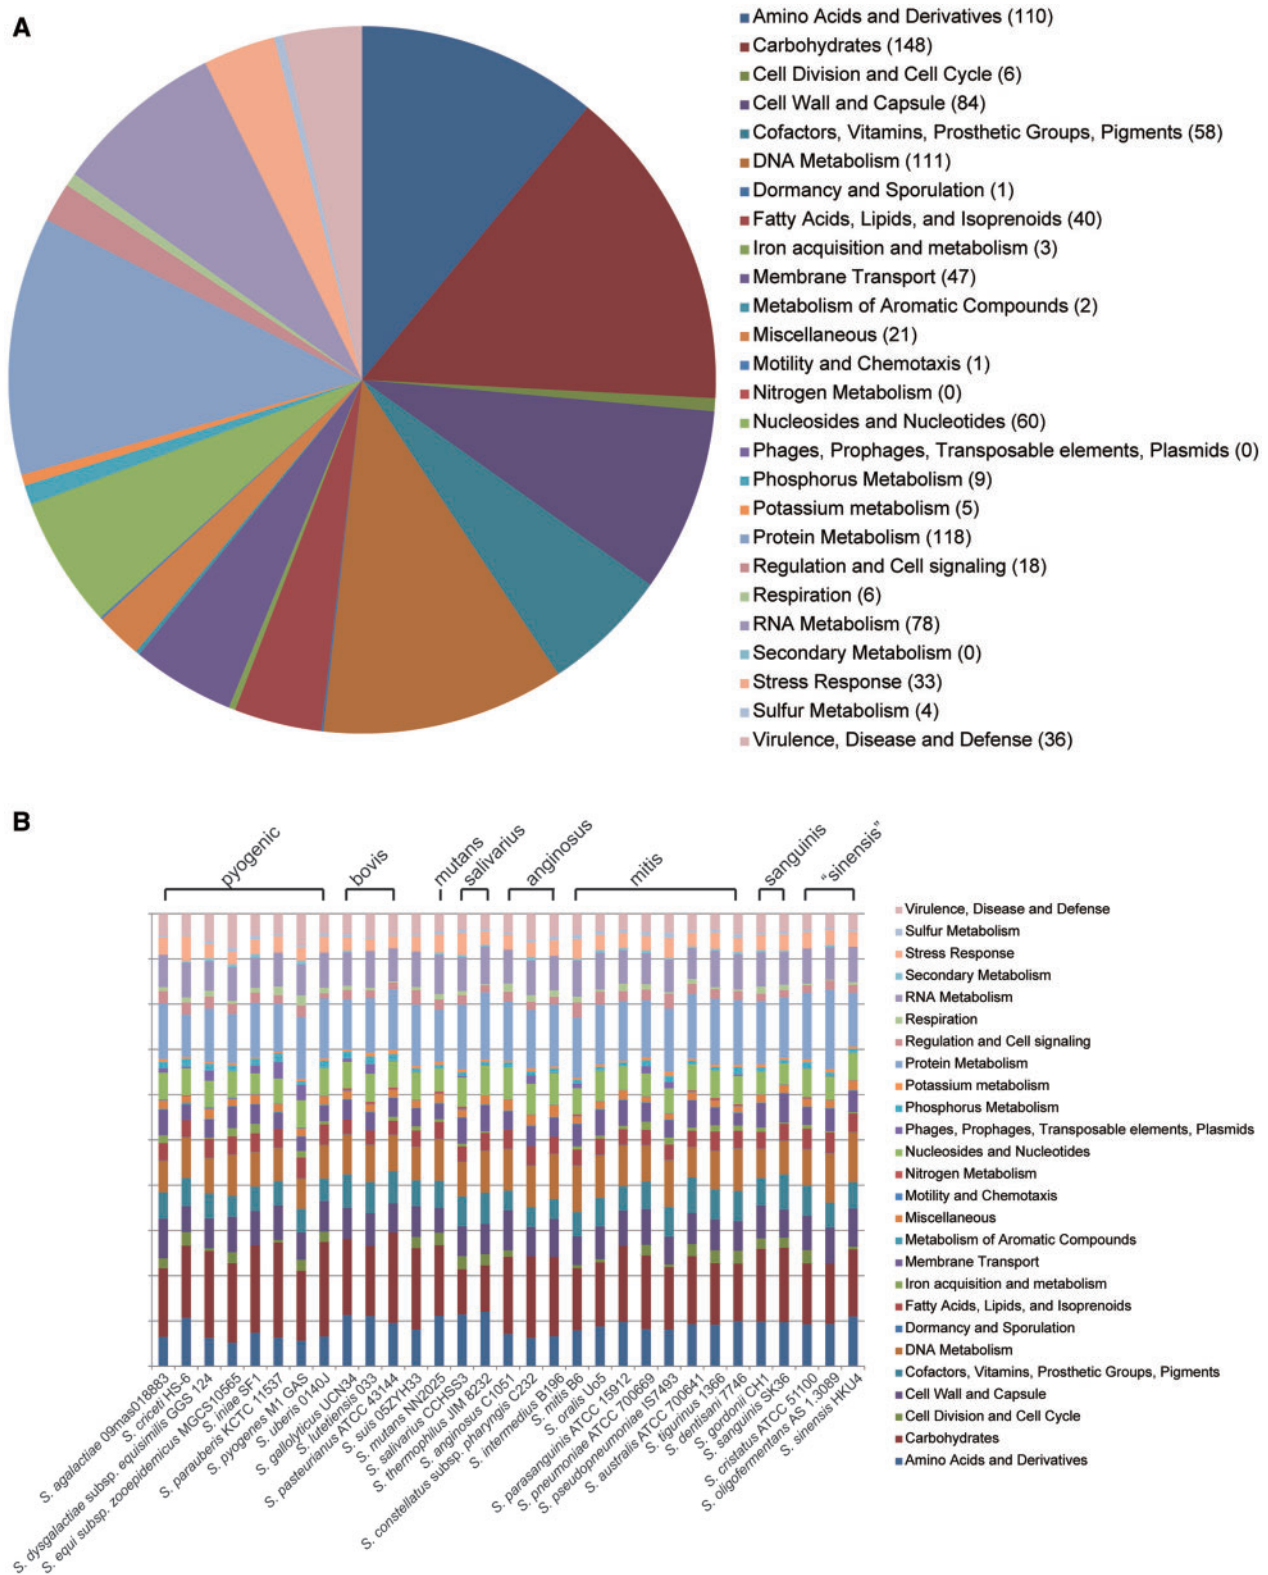 A
Amino Acids and Derivatives (110)
Carbohydrates (148)
Cell Division and Cell Cycle (6)
Cell Wall and Capsule (84)
Cofactors, Vitamins, Prosthetic Groups, Pigments (58)
DNA Metabolism (111)
Dormancy and Sporulation (1)
Fatty Acids, Lipids, and Isoprenoids (40)
Iron acquisition and metabolism (3)
Membrane Transport (47)
Metabolism of Aromatic Compounds (2)
Miscellaneous (21)
Motility and Chemotaxis (1)
Nitrogen Metabolism (0)
Nucleosides and Nucleotides (60)
Phages, Prophages, Transposable elements, Plasmids (0)
Phosphorus Metabolism (9)
Potassium metabolism (5)
Protein Metabolism (118)
Regulation and Cell signaling (18)
Respiration (6)
RNA Metabolism (78)
Secondary Metabolism (0)
Stress Response (33)
Sulfur Metabolism (4)
Virulence, Disease and Defense (36)
B
pyogenic
bovis
mutans
salivarius
anginosus
mitis
sanguinis
“sinensis”
Virulence, Disease and Defense
Sulfur Metabolism
Stress Response
Secondary Metabolism
RNA Metabolism
Respiration
Regulation and Cell signaling
Protein Metabolism
Potassium metabolism
Phosphorus Metabolism
Phages, Prophages, Transposable elements, Plasmids
Nucleosides and Nucleotides
Nitrogen Metabolism
Motility and Chemotaxis
Miscellaneous
Metabolism of Aromatic Compounds
Membrane Transport
Iron acquisition and metabolism
Fatty Acids, Lipids, and Isoprenoids
Dormancy and Sporulation
DNA Metabolism
Cofactors, Vitamins, Prosthetic Groups, Pigments
Cell Wall and Capsule
Cell Division and Cell Cycle
Carbohydrates
Amino Acids and Derivatives
S. agalactiae 09mas018883
S. criceti HS-6
S. dysgalactiae subsp. equisimilis GGS 124
S. equi subsp. zooepidemicus MGCS10565
S. iniae SF1
S. parauberis KCTC 11537
S. pyogenes M1 GAS
S. uberis 0140J
S. gallolyticus UCN34
S. lutetiensis 033
S. pasteurianus ATCC 43144
S. suis 05ZYH33
S. mutans NN2025
S. salivarius CCHSS3
S. thermophilus JIM 8232
S. anginosus C1051
S. constellatus subsp. pharyngis C232
S. intermedius B196
S. mitis B6
S. oralis Uo5
S. parasanguinis ATCC 15912
S. pneumoniae ATCC 700669
S. pseudopneumoniae IS7493
S. australis ATCC 700641
S. tigurinus 1366
S. dentisani 7746
S. gordonii CH1
S. sanguinis SK36
S. cristatus ATCC 51100
S. oligofermentans AS 1.3089
S. sinensis HKU4